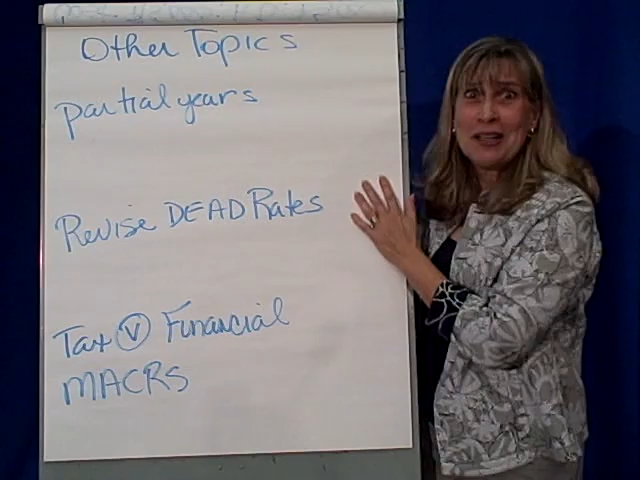 Other Topics
partial years
Revise DEAD Rates
Tax V Financial
MACRS